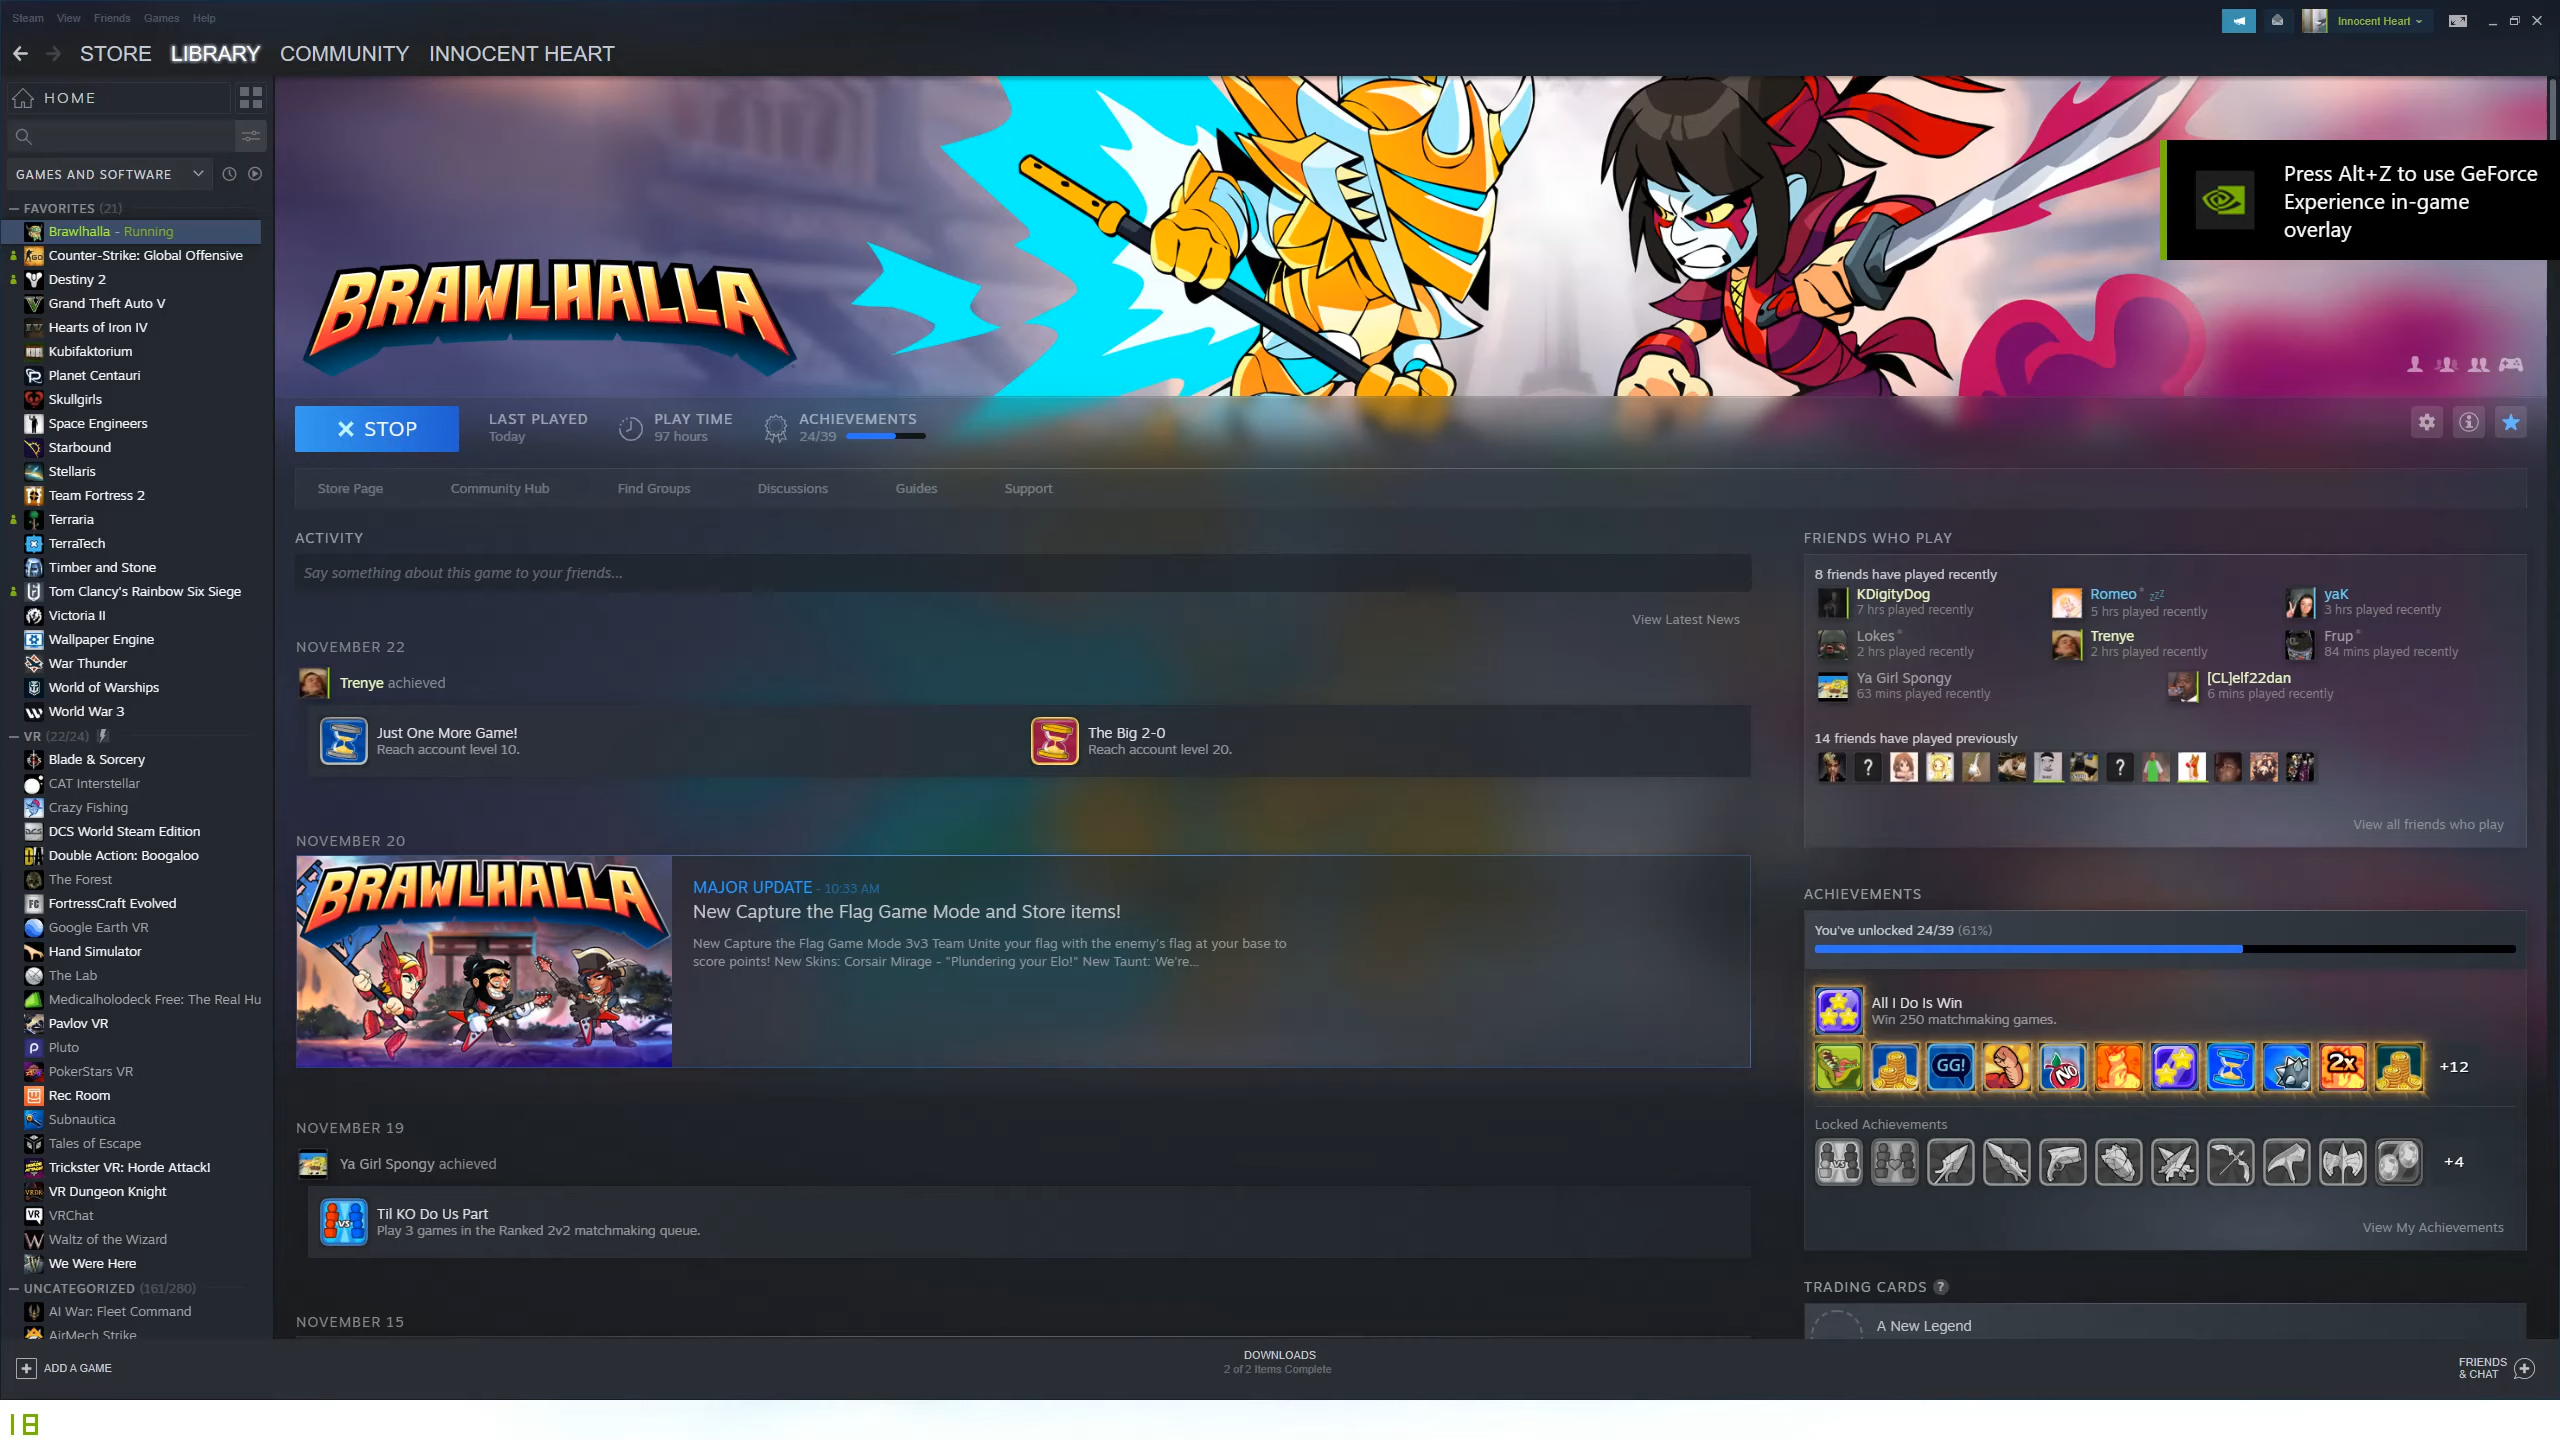 Steam View Friends Games Help
Innocent Heart
STORE LIBRARY COMMUNITY INNOCENT HEART
HOME
GAMES AND SOFTWARE
FAVORITES (21)
Brawlhalla - Running
Counter-Strike: Global Offensive
Destiny 2
Grand Theft Auto V
Hearts of Iron IV
Kubifaktorium
Planet Centauri
Skullgirls
Space Engineers
Starbound
Stellaris
Team Fortress 2
Terraria
TerraTech
Timber and Stone
Tom Clancy's Rainbow Six Siege
Victoria II
Wallpaper Engine
War Thunder
World of Warships
World War 3
VR (22/24)
Blade & Sorcery
CAT Interstellar
Crazy Fishing
DCS World Steam Edition
Double Action: Boogaloo
The Forest
FortressCraft Evolved
Google Earth VR
Hand Simulator
The Lab
Medicalholodeck Free: The Real Hu
Pavlov VR
Pluto
PokerStars VR
Rec Room
Subnautica
Tales of Escape
Trickster VR: Horde Attack!
VR Dungeon Knight
VRChat
Waltz of the Wizard
We Were Here
UNCATEGORIZED (161/280)
AI War: Fleet Command
AirMech Strike
ADD A GAME
BRAWLHALLA
Press Alt+Z to use GeForce
Experience in-game
overlay
STOP
LAST PLAYED
Today
PLAY TIME
97 hours
ACHIEVEMENTS
24/39
Store Page Community Hub Find Groups Discussions Guides Support
ACTIVITY
Say something about this game to your friends...
View Latest News
NOVEMBER 22
Trenye achieved
Just One More Game!
Reach account level 10.
The Big 2-0
Reach account level 20.
NOVEMBER 20
BRAWLHALLA
MAJOR UPDATE - 10:33 AM
New Capture the Flag Game Mode and Store items!
New Capture the Flag Game Mode 3v3 Team Unite your flag with the enemy's flag at your base to
score points! New Skins: Corsair Mirage - "Plundering your Elo!" New Taunt: We're...
NOVEMBER 19
Ya Girl Spongy achieved
VS
Til KO Do Us Part
Play 3 games in the Ranked 2v2 matchmaking queue.
NOVEMBER 15
FRIENDS WHO PLAY
8 friends have played recently
KDigityDog
7 hrs played recently
Romeo * zzZ
5 hrs played recently
yaK
3 hrs played recently
Lokes *
2 hrs played recently
Trenye
2 hrs played recently
Frup *
84 mins played recently
Ya Girl Spongy
63 mins played recently
[CL]elf22dan
6 mins played recently
14 friends have played previously
? ?
View all friends who play
ACHIEVEMENTS
You've unlocked 24/39 (61%)
All I Do Is Win
Win 250 matchmaking games.
GG! NO 2x +12
Locked Achievements
VS +4
View My Achievements
TRADING CARDS ?
A New Legend
DOWNLOADS
2 of 2 Items Complete
FRIENDS
& CHAT
18